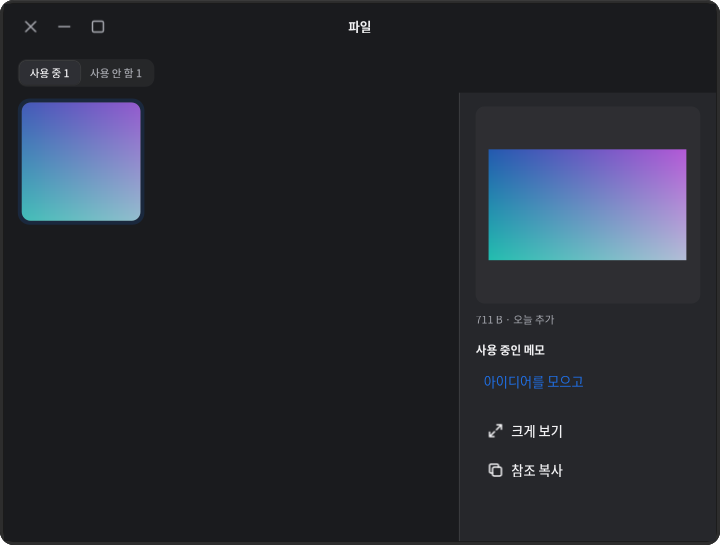 파일
사용 중 1
사용 안 함 1
711 B · 오늘 추가
사용 중인 메모
아이디어를 모으고
크게 보기
참조 복사